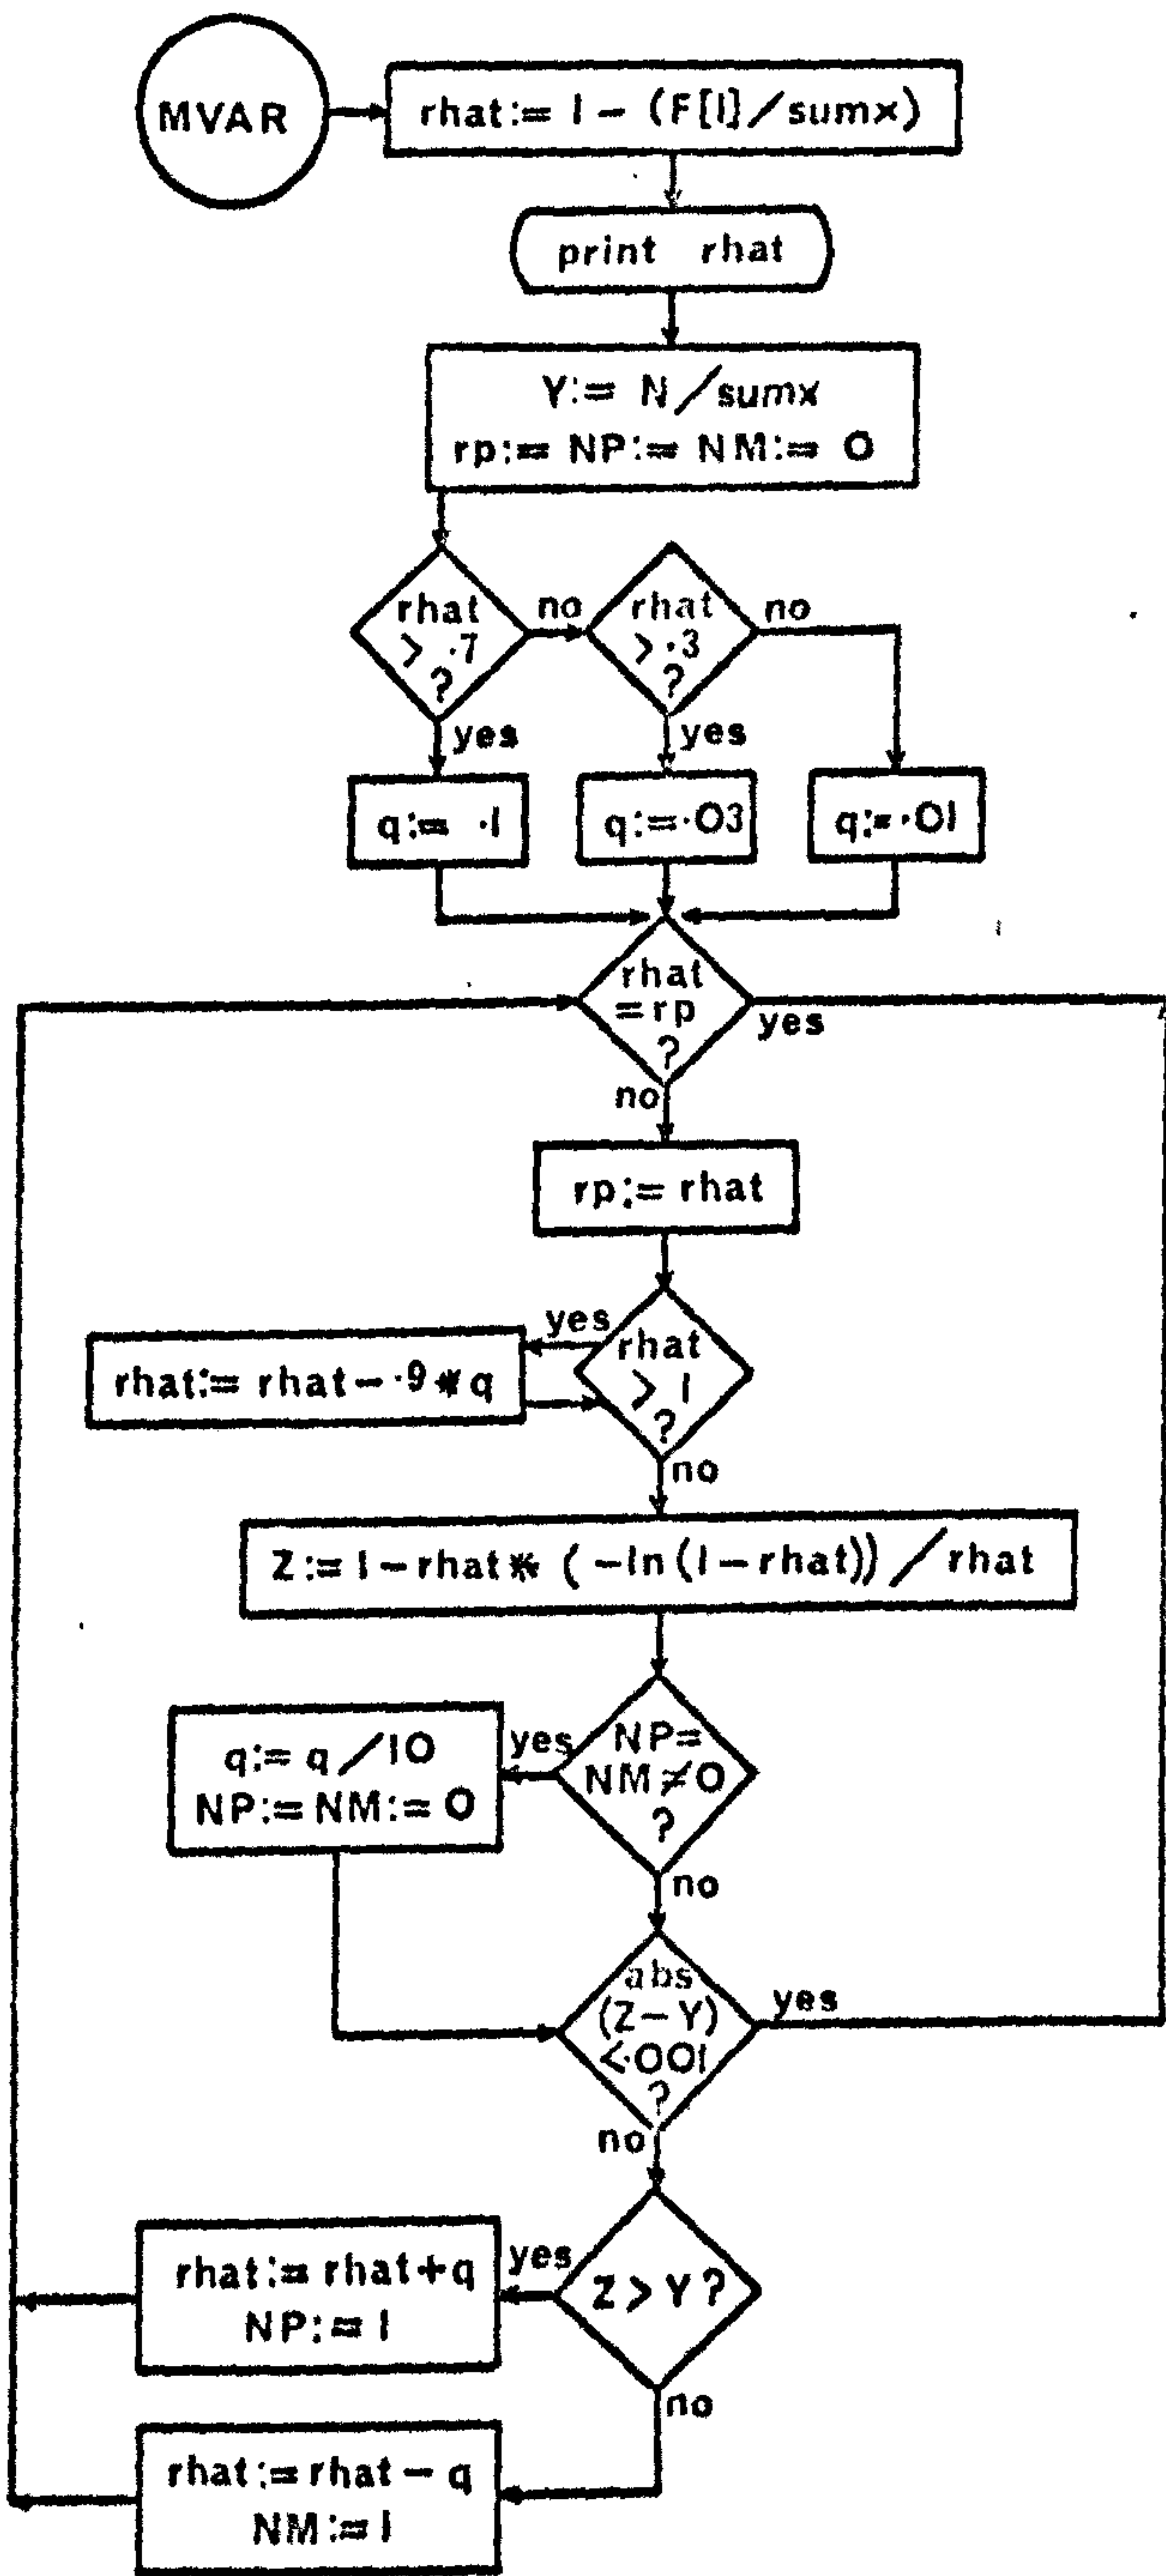 MVAR
rhat:= 1 - (F[1]/sumx)
print rhat
Y:= N/sumx
rp:= NP:= NM:= 0
rhat
> .7
?
no
rhat
> .3
?
no
yes
yes
q:= .1
q:= .03
q:= .01
rhat
= rp
?
yes
no
rp:= rhat
yes
rhat
> 1
?
rhat:= rhat - .9 * q
no
Z:= 1 - rhat * (-ln(1 - rhat))/rhat
NP=
NM≠0
?
yes
q:= q/10
NP:= NM:= 0
no
abs
(Z - Y)
<.001
?
yes
no
Z > Y?
yes
rhat:= rhat+q
NP:= 1
no
rhat:= rhat - q
NM:= 1